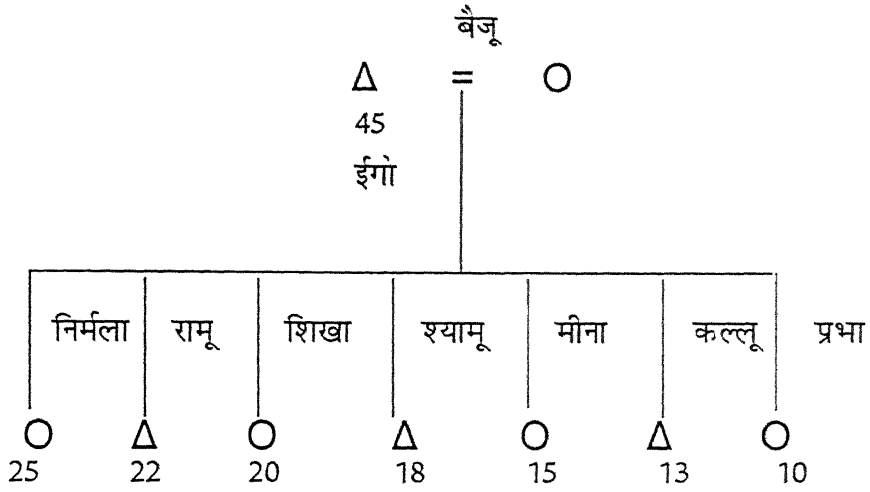 बैजू
Δ = O
45
ईगो
निर्मला रामू शिखा श्यामू मीना कल्लू प्रभा
O Δ O Δ O Δ O
25 22 20 18 15 13 10